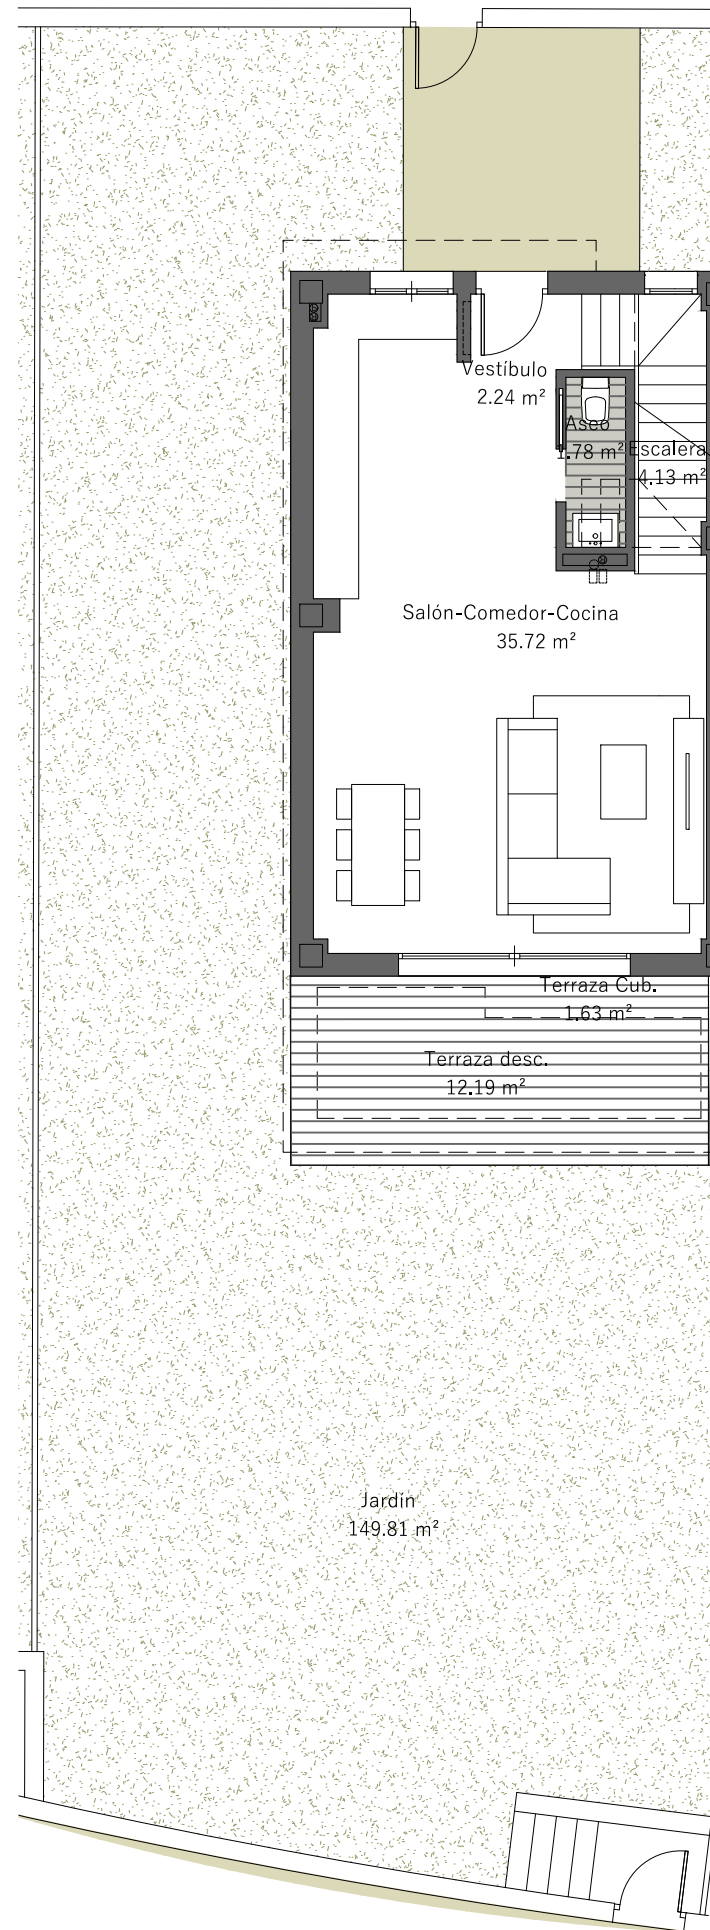 Vestíbulo
2.24 m²
Aseo
1.78 m²
Escalera
4.13 m²
Salón-Comedor-Cocina
35.72 m²
Terraza Cub.
1.63 m²
Terraza desc.
12.19 m²
Jardín
149.81 m²